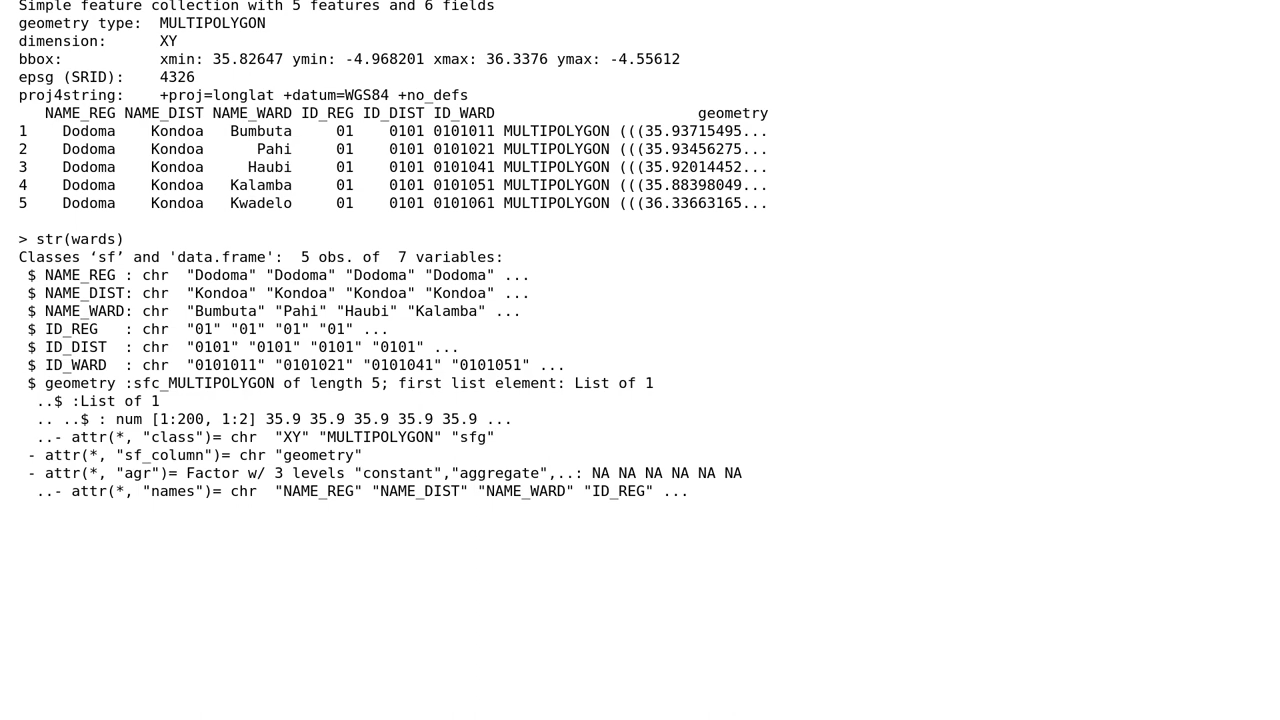 Simple feature collection with 5 features and 6 fields
geometry type:  MULTIPOLYGON
dimension:      XY
bbox:           xmin: 35.82647 ymin: -4.968201 xmax: 36.3376 ymax: -4.55612
epsg (SRID):    4326
proj4string:    +proj=longlat +datum=WGS84 +no_defs
   NAME_REG NAME_DIST NAME_WARD ID_REG ID_DIST ID_WARD                       geometry
1    Dodoma    Kondoa   Bumbuta     01    0101 0101011 MULTIPOLYGON (((35.93715495...
2    Dodoma    Kondoa      Pahi     01    0101 0101021 MULTIPOLYGON (((35.93456275...
3    Dodoma    Kondoa     Haubi     01    0101 0101041 MULTIPOLYGON (((35.92014452...
4    Dodoma    Kondoa   Kalamba     01    0101 0101051 MULTIPOLYGON (((35.88398049...
5    Dodoma    Kondoa   Kwadelo     01    0101 0101061 MULTIPOLYGON (((36.33663165...
> str(wards)
Classes ‘sf’ and 'data.frame':  5 obs. of  7 variables:
 $ NAME_REG : chr  "Dodoma" "Dodoma" "Dodoma" "Dodoma" ...
 $ NAME_DIST: chr  "Kondoa" "Kondoa" "Kondoa" "Kondoa" ...
 $ NAME_WARD: chr  "Bumbuta" "Pahi" "Haubi" "Kalamba" ...
 $ ID_REG   : chr  "01" "01" "01" "01" ...
 $ ID_DIST  : chr  "0101" "0101" "0101" "0101" ...
 $ ID_WARD  : chr  "0101011" "0101021" "0101041" "0101051" ...
 $ geometry :sfc_MULTIPOLYGON of length 5; first list element: List of 1
  ..$ :List of 1
  .. ..$ : num [1:200, 1:2] 35.9 35.9 35.9 35.9 35.9 ...
  ..- attr(*, "class")= chr  "XY" "MULTIPOLYGON" "sfg"
 - attr(*, "sf_column")= chr "geometry"
 - attr(*, "agr")= Factor w/ 3 levels "constant","aggregate",..: NA NA NA NA NA NA
  ..- attr(*, "names")= chr  "NAME_REG" "NAME_DIST" "NAME_WARD" "ID_REG" ...